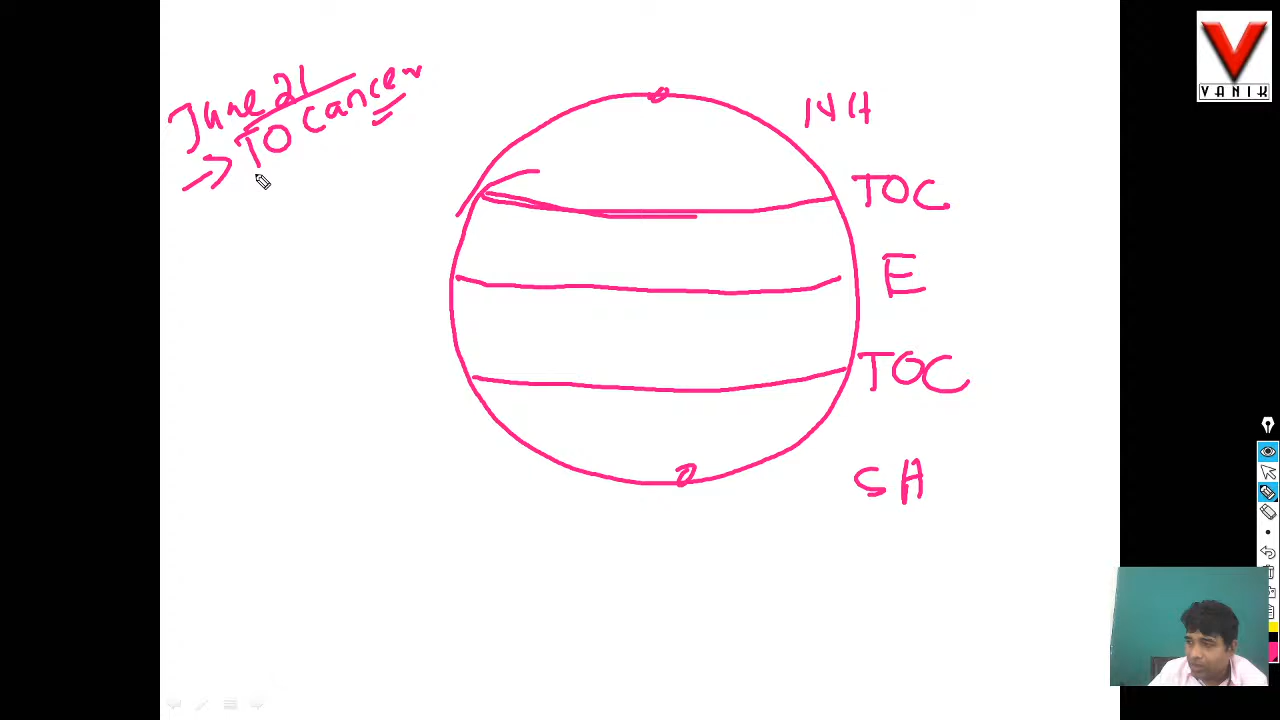 June 21
→ TO Cancer
NH
TOC
E
TOC
SH
V
VANIK